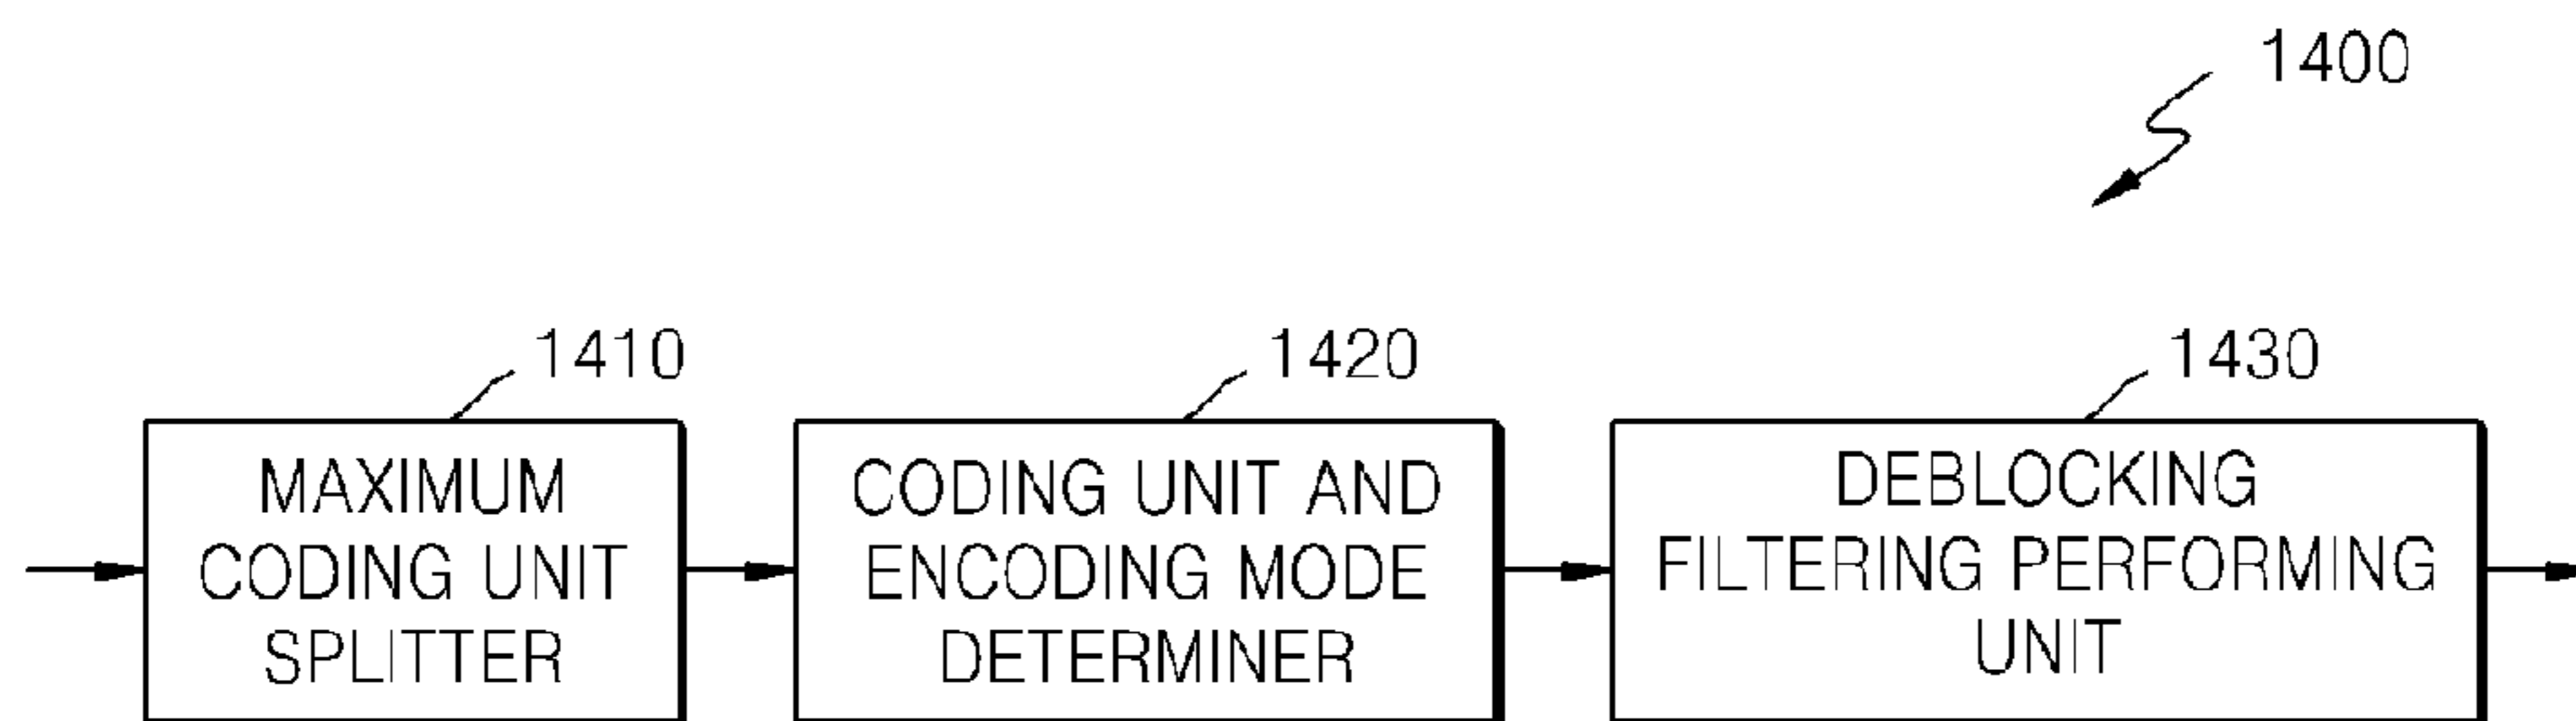 1400
1410
1420
1430
MAXIMUM
CODING UNIT
SPLITTER
CODING UNIT AND
ENCODING MODE
DETERMINER
DEBLOCKING
FILTERING PERFORMING
UNIT